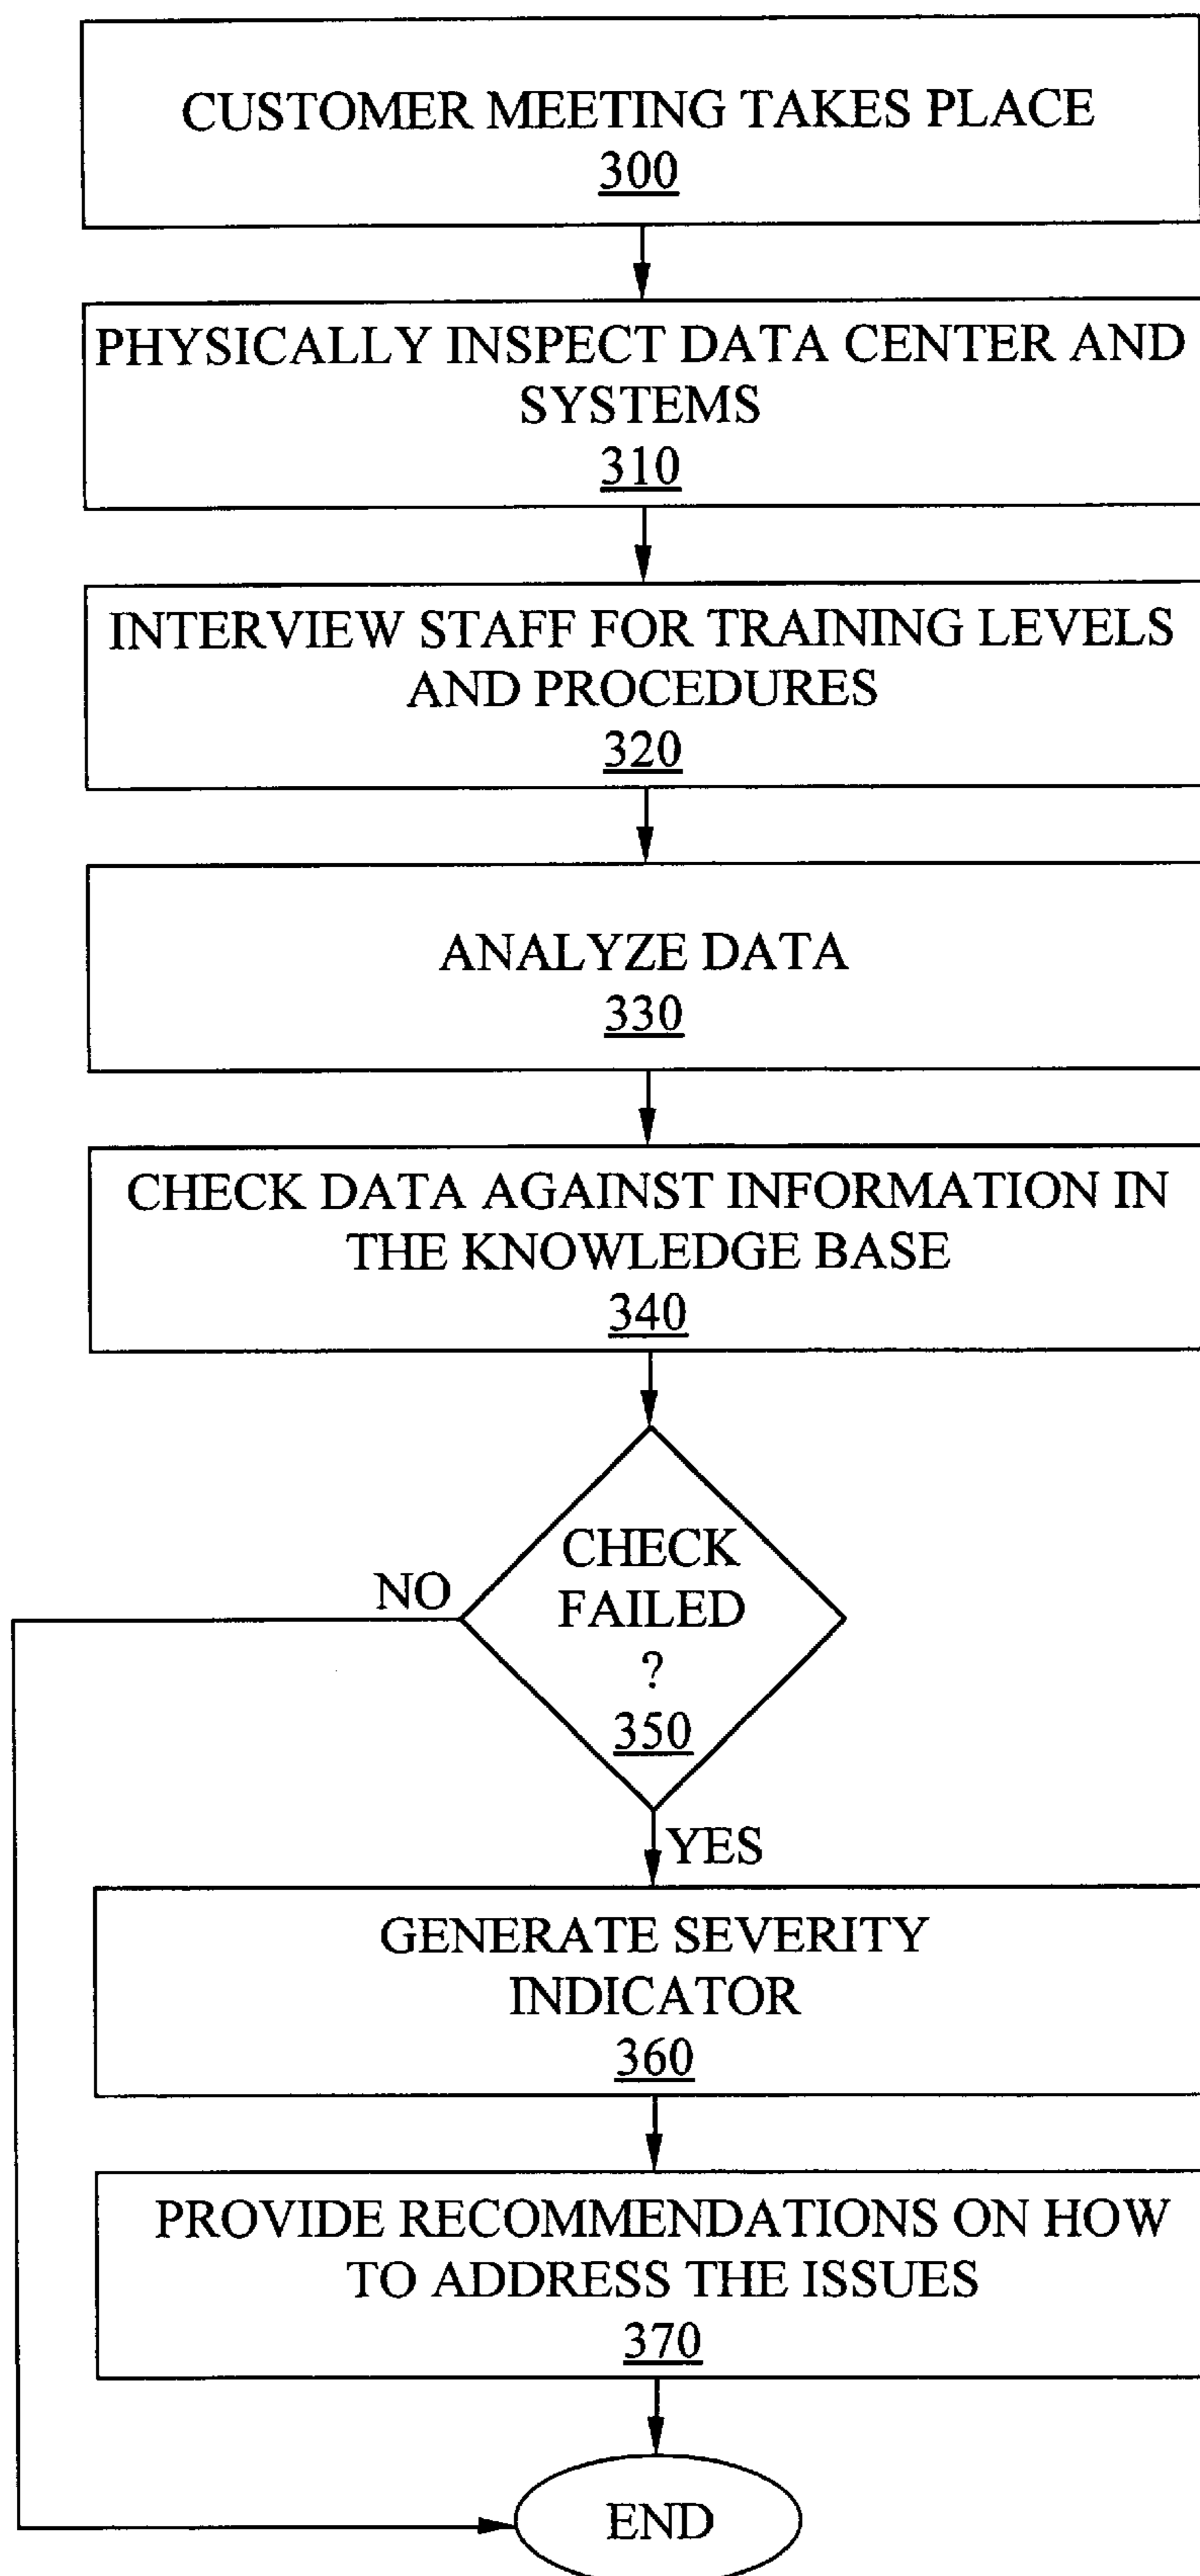 CUSTOMER MEETING TAKES PLACE
300
PHYSICALLY INSPECT DATA CENTER AND
SYSTEMS
310
INTERVIEW STAFF FOR TRAINING LEVELS
AND PROCEDURES
320
ANALYZE DATA
330
CHECK DATA AGAINST INFORMATION IN
THE KNOWLEDGE BASE
340
CHECK
FAILED
?
350
NO
YES
GENERATE SEVERITY
INDICATOR
360
PROVIDE RECOMMENDATIONS ON HOW
TO ADDRESS THE ISSUES
370
END